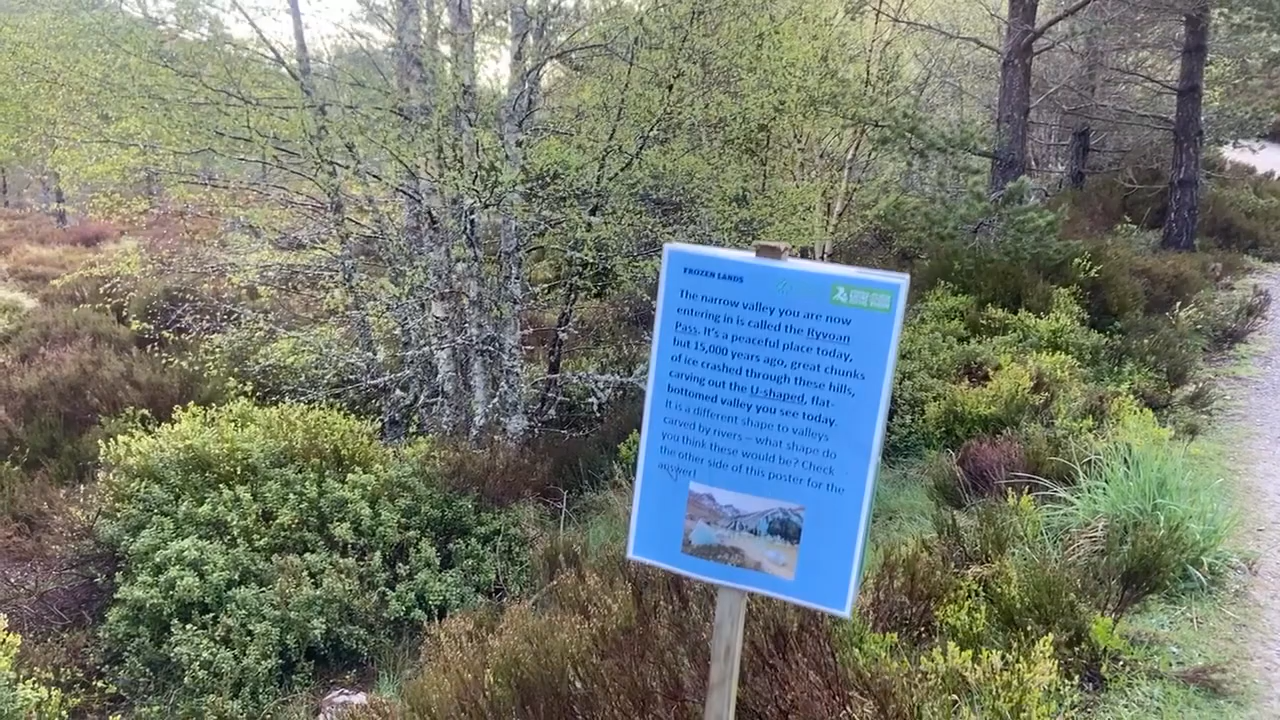 FROZEN LANDS
The narrow valley you are now
entering in is called the Ryvoan
Pass. It's a peaceful place today,
but 15,000 years ago, great chunks
of ice crashed through these hills,
carving out the U-shaped, flat-
bottomed valley you see today.
It is a different shape to valleys
carved by rivers – what shape do
you think these would be? Check
the other side of this poster for the
answer!